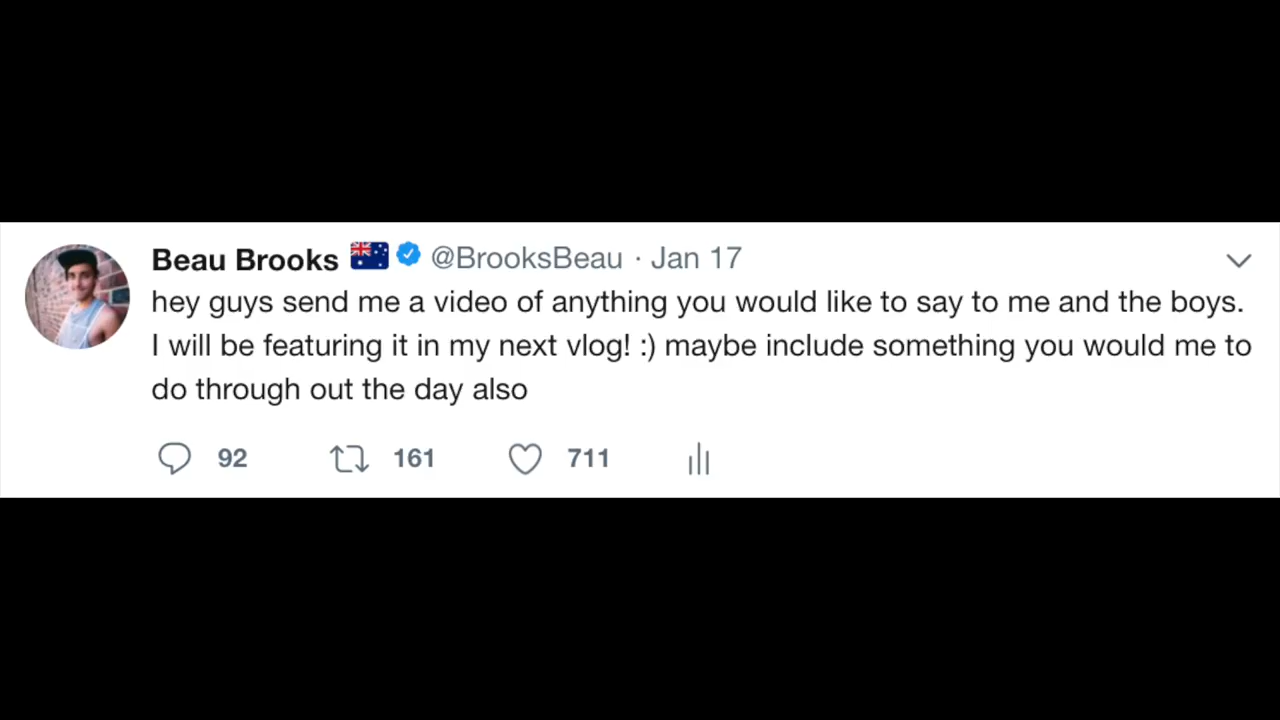 Beau Brooks 🇦🇺 @BrooksBeau · Jan 17
hey guys send me a video of anything you would like to say to me and the boys.
I will be featuring it in my next vlog! :) maybe include something you would me to
do through out the day also
92 161 711